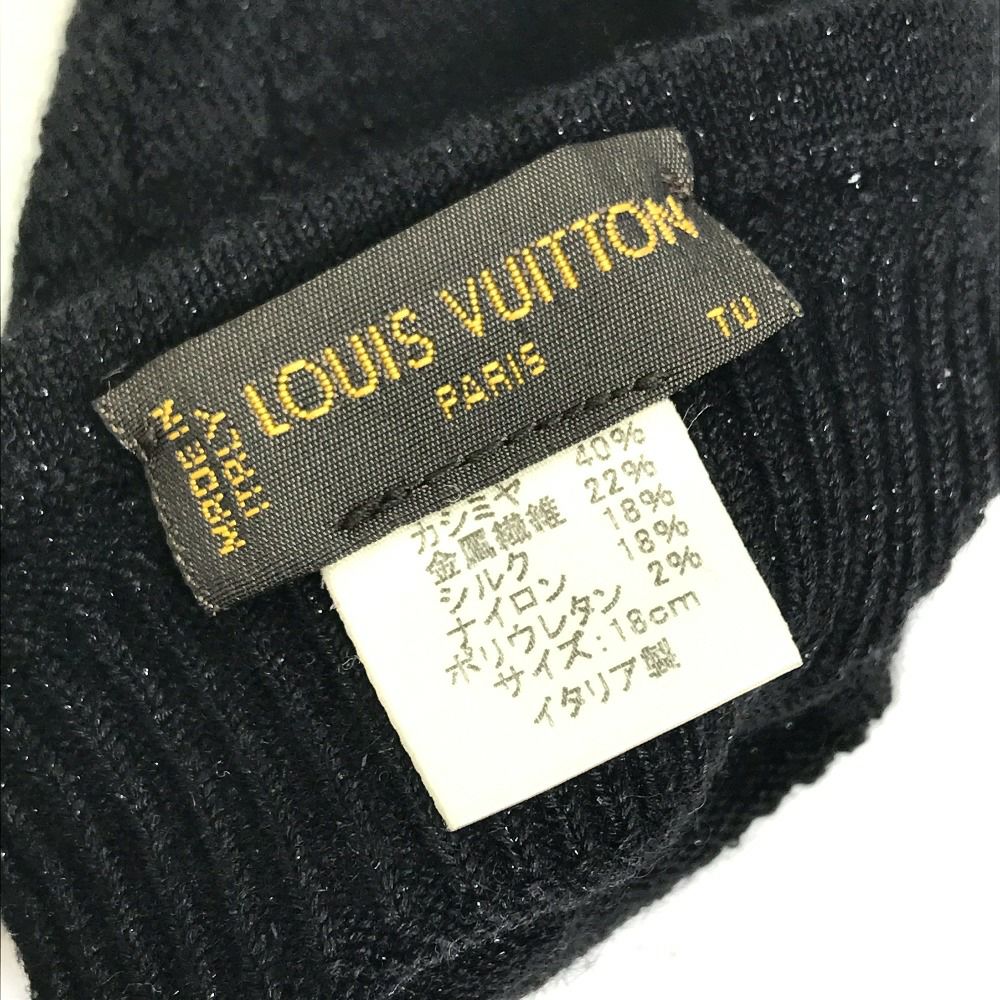 LOUIS VUITTON
PARIS
TU
MADE IN
ITALY
カシミヤ 40%
金属繊維 22%
シルク 18%
ナイロン 18%
ポリウレタン 2%
サイズ:18cm
イタリア製